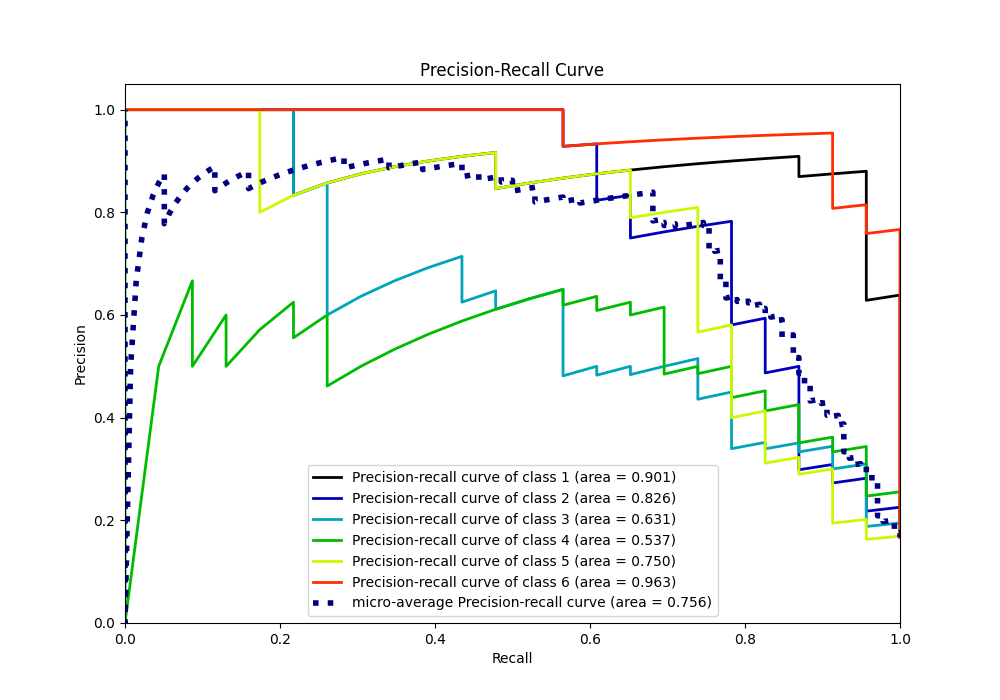 Precision-Recall Curve
1.0
0.8
0.6
0.4
0.2
0.0
Precision
0.0 0.2 0.4 0.6 0.8 1.0
Recall
Precision-recall curve of class 1 (area = 0.901)
Precision-recall curve of class 2 (area = 0.826)
Precision-recall curve of class 3 (area = 0.631)
Precision-recall curve of class 4 (area = 0.537)
Precision-recall curve of class 5 (area = 0.750)
Precision-recall curve of class 6 (area = 0.963)
micro-average Precision-recall curve (area = 0.756)